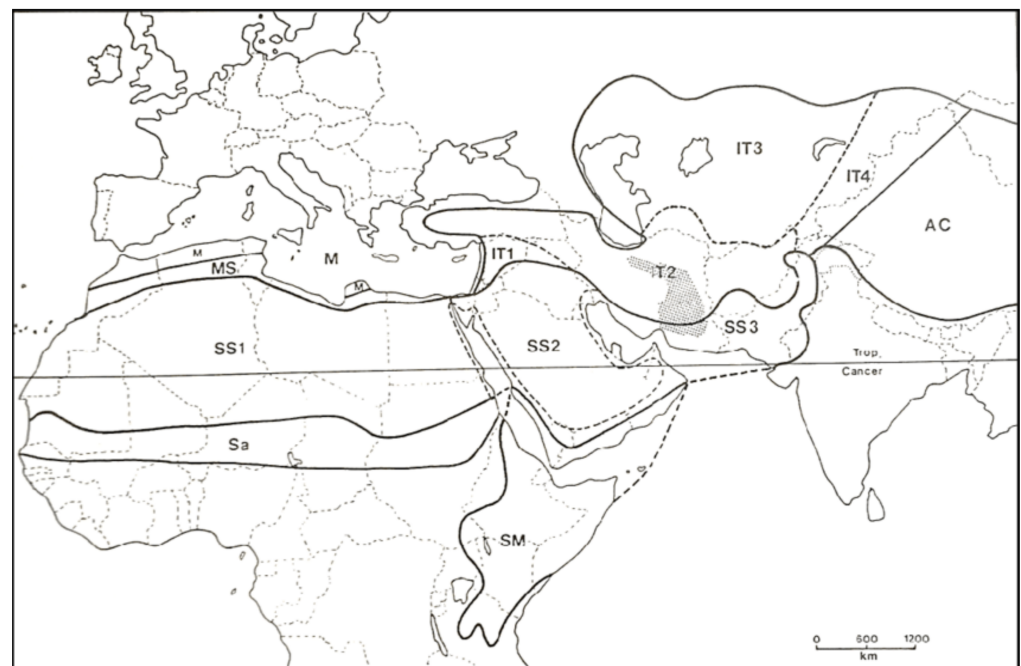 IT3
IT4
AC
M
IT1
M
MS
M
T2
SS1
SS2
SS3
Trop.
Cancer
Sa
SM
0 600 1200
km